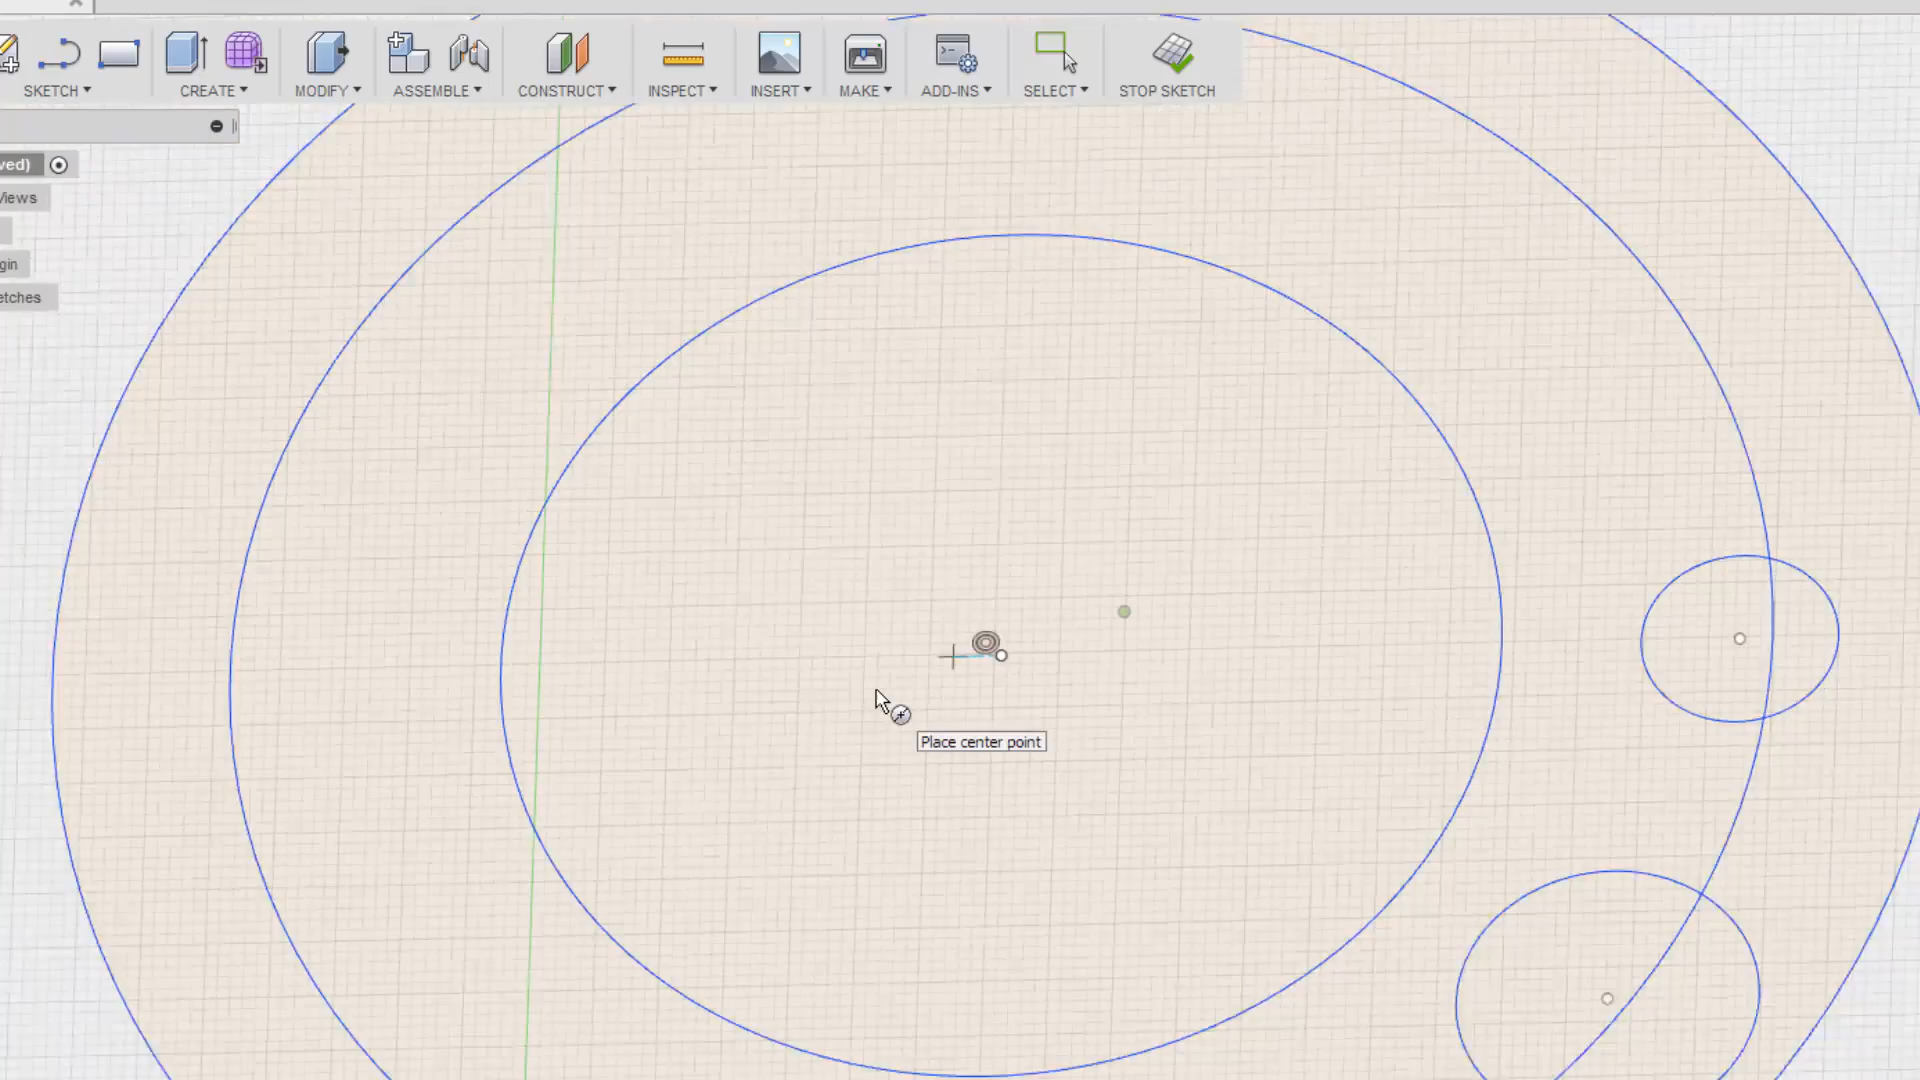 SKETCH CREATE MODIFY ASSEMBLE CONSTRUCT INSPECT INSERT MAKE ADD-INS SELECT STOP SKETCH
ved)
Views
gin
etches
Place center point